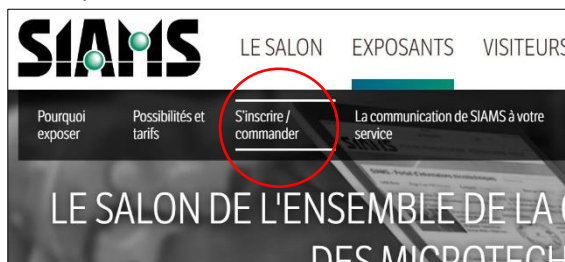 SIAMS
LE SALON EXPOSANTS VISITEURS
Pourquoi exposer
Possibilités et tarifs
S'inscrire / commander
La communication de SIAMS à votre service
LE SALON DE L'ENSEMBLE DE LA
DES MICROTECH